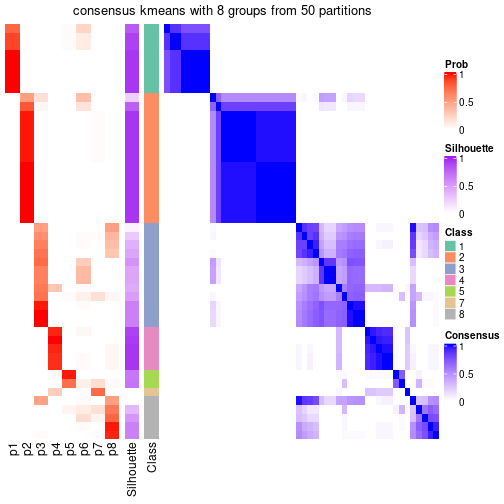 consensus kmeans with 8 groups from 50 partitions
Prob
1
0.5
0
Silhouette
1
0.5
0
Class
1
2
3
4
5
7
8
Consensus
1
0.5
0
p1
p2
p3
p4
p5
p6
p7
p8
Silhouette
Class